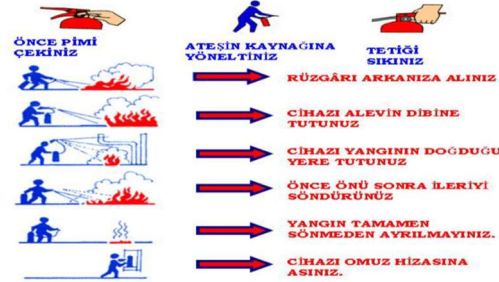 ÖNCE PİMİ
ÇEKİNİZ
ATEŞİN KAYNAĞINA
YÖNELTİNİZ
TETİĞİ
SIKINIZ
RÜZGÂRI ARKANIZA ALINIZ
CİHAZI ALEVİN DİBİNE
TUTUNUZ
CİHAZI YANGININ DOĞDUĞU
YERE TUTUNUZ
ÖNCE ÖNÜ SONRA İLERİYİ
SÖNDÜRÜNÜZ
YANGIN TAMAMEN
SÖNMEDEN AYRILMAYINIZ.
CİHAZI OMUZ HİZASINA
ASINIZ.